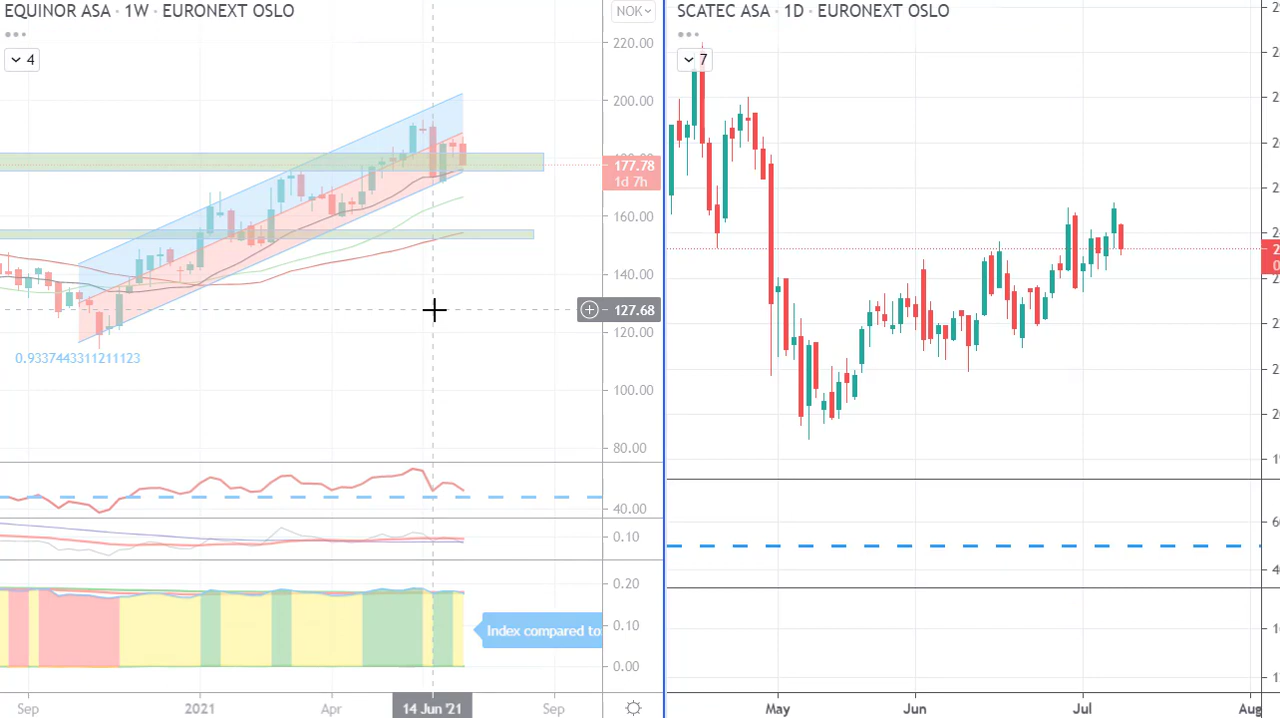 EQUINOR ASA · 1W · EURONEXT OSLO
NOK
4
220.00
200.00
177.78
1d 7h
160.00
140.00
127.68
120.00
0.9337443311211123
100.00
80.00
40.00
0.10
0.20
Index compared to
0.10
0.00
Sep
2021
Apr
14 Jun '21
Sep
SCATEC ASA · 1D · EURONEXT OSLO
7
May
Jun
Jul
Aug